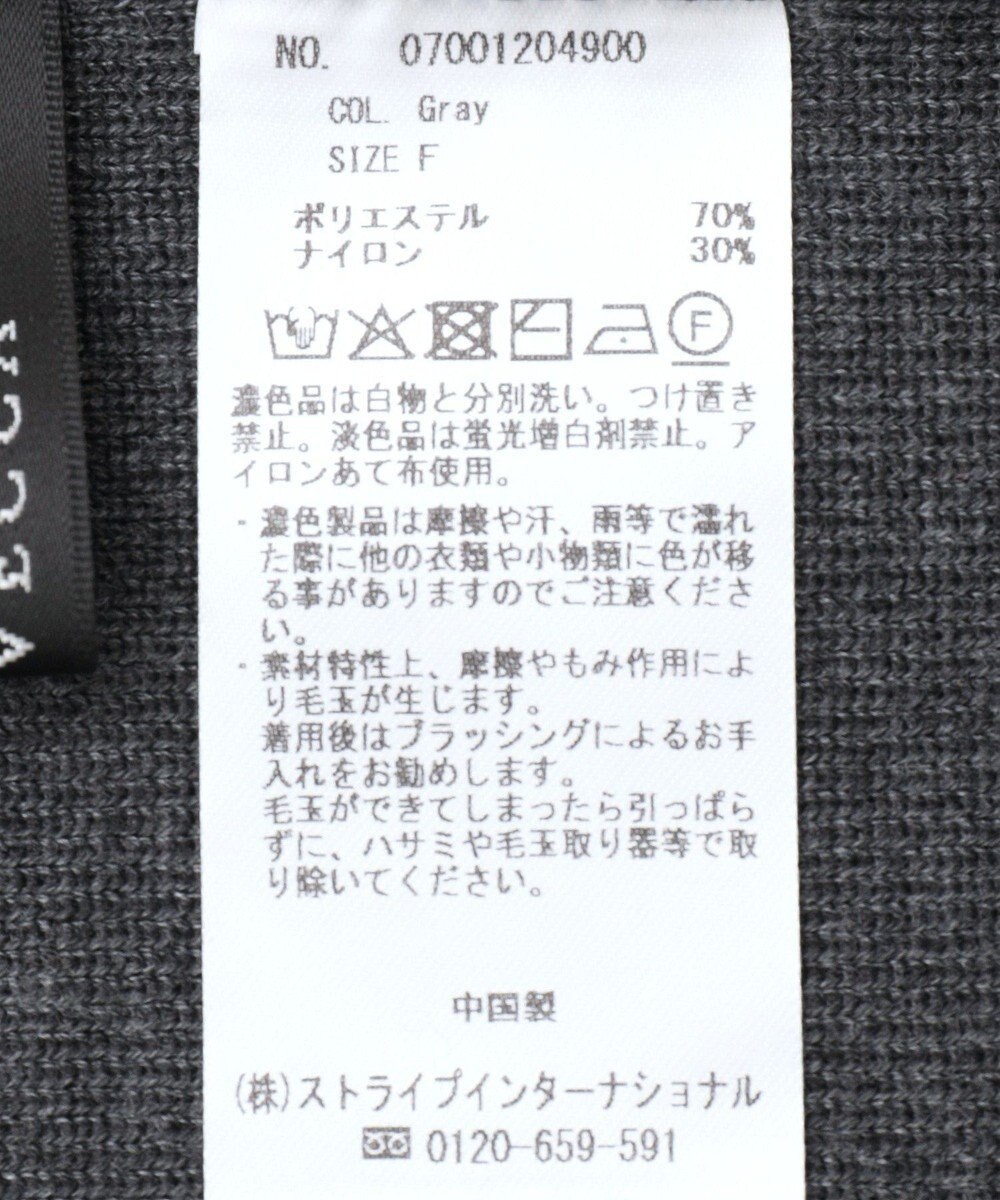 NO. 07001204900
COL. Gray
SIZE F
ポリエステル 70%
ナイロン 30%
F
濃色品は白物と分別洗い。つけ置き
禁止。淡色品は蛍光増白剤禁止。ア
イロンあて布使用。
・濃色製品は摩擦や汗、雨等で濡れ
た際に他の衣類や小物類に色が移
る事がありますのでご注意くださ
い。
・素材特性上、摩擦やもみ作用によ
り毛玉が生じます。
着用後はブラッシングによるお手
入れをお勧めします。
毛玉ができてしまったら引っぱら
ずに、ハサミや毛玉取り器等で取
り除いてください。
中国製
(株)ストライプインターナショナル
0120-659-591